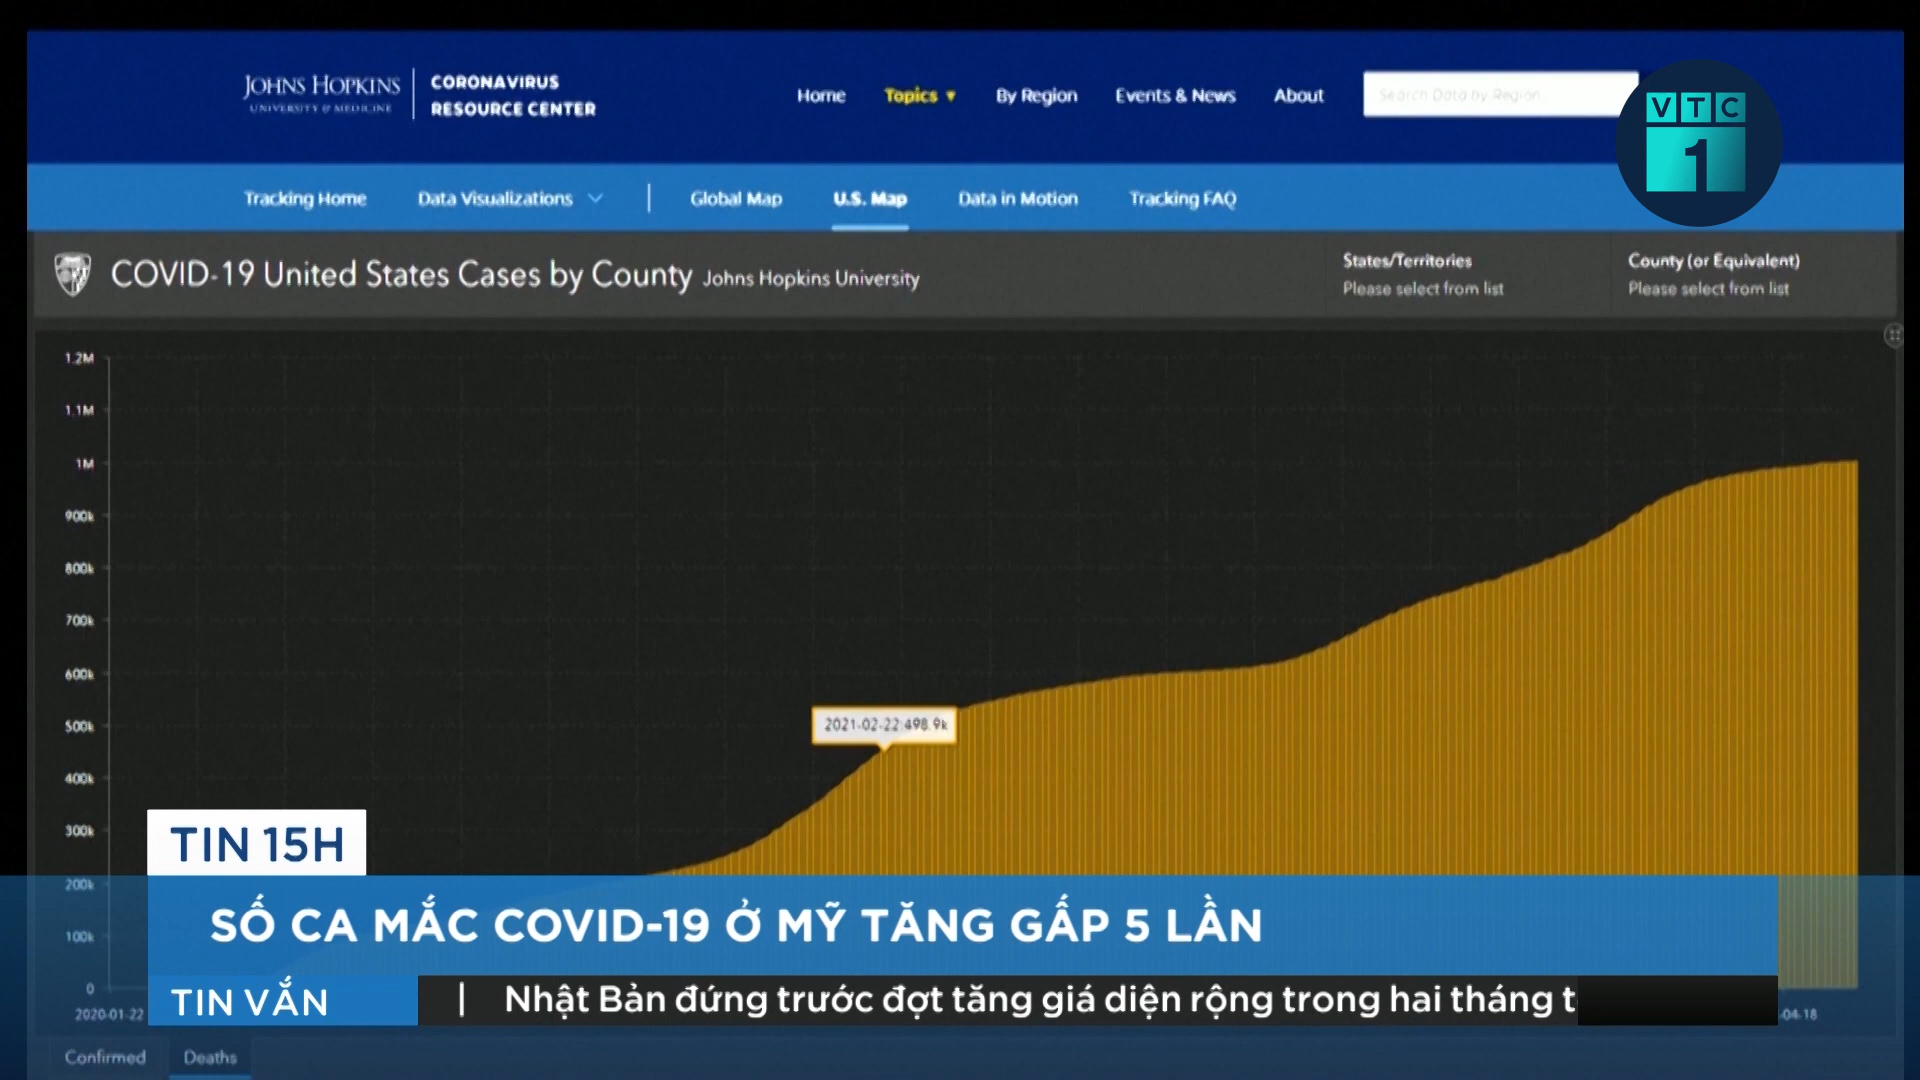 JOHNS HOPKINS
UNIVERSITY & MEDICINE
CORONAVIRUS
RESOURCE CENTER
Home
Topics
By Region
Events & News
About
Search Data by Region
VTC
1
Tracking Home
Data Visualizations
Global Map
U.S. Map
Data in Motion
Tracking FAQ
COVID-19 United States Cases by County Johns Hopkins University
States/Territories
Please select from list
County (or Equivalent)
Please select from list
1.2M
1.1M
1M
900k
800k
700k
600k
500k
400k
300k
200k
100k
0
2021-02-22:498.9k
2020-01-22
-04-18
TIN 15H
SỐ CA MẮC COVID-19 Ở MỸ TĂNG GẤP 5 LẦN
TIN VẮN
| Nhật Bản đứng trước đợt tăng giá diện rộng trong hai tháng t
Confirmed
Deaths